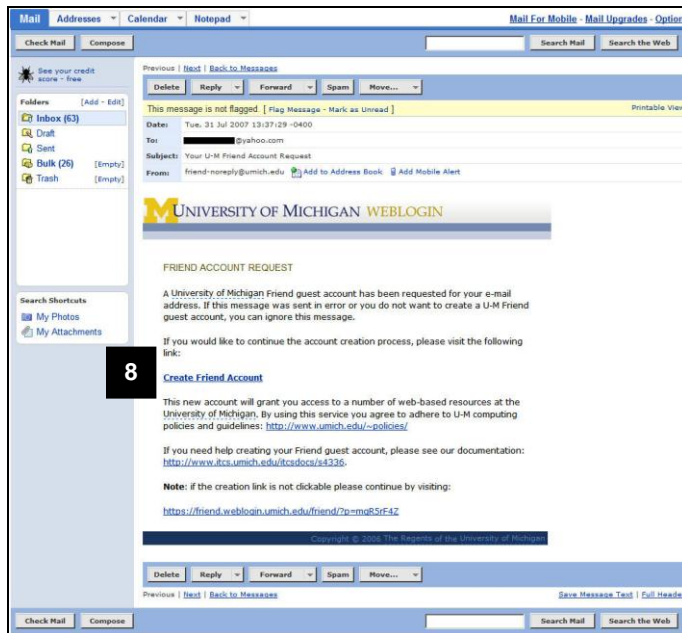 Mail Addresses Calendar Notepad Mail For Mobile - Mail Upgrades - Option
Check Mail Compose Search Mail Search the Web
See your credit
score - free
Folders [Add - Edit]
Inbox (63)
Draft
Sent
Bulk (26) [Empty]
Trash [Empty]
Search Shortcuts
My Photos
My Attachments
Previous | Next | Back to Messages
Delete Reply Forward Spam Move...
This message is not flagged. [ Flag Message - Mark as Unread ] Printable View
Date: Tue, 31 Jul 2007 13:37:29 -0400
To: @yahoo.com
Subject: Your U-M Friend Account Request
From: friend-noreply@umich.edu Add to Address Book Add Mobile Alert
M UNIVERSITY OF MICHIGAN WEBLOGIN
FRIEND ACCOUNT REQUEST
A University of Michigan Friend guest account has been requested for your e-mail
address. If this message was sent in error or you do not want to create a U-M Friend
guest account, you can ignore this message.
If you would like to continue the account creation process, please visit the following
link:
8
Create Friend Account
This new account will grant you access to a number of web-based resources at the
University of Michigan. By using this service you agree to adhere to U-M computing
policies and guidelines: http://www.umich.edu/~policies/
If you need help creating your Friend guest account, please see our documentation:
http://www.itcs.umich.edu/itcsdocs/s4336.
Note: if the creation link is not clickable please continue by visiting:
https://friend.weblogin.umich.edu/friend/?p=mqR5rF4Z
Copyright © 2006 The Regents of the University of Michigan
Delete Reply Forward Spam Move...
Previous | Next | Back to Messages Save Message Text | Full Heade
Check Mail Compose Search Mail Search the Web